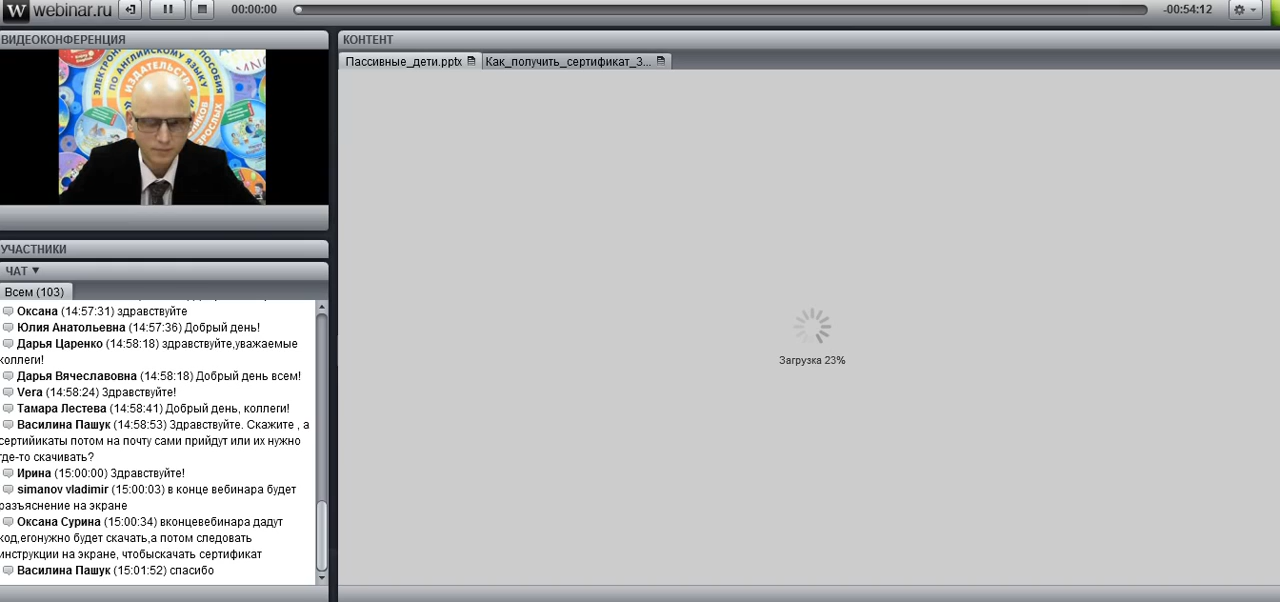 W webinar.ru 00:00:00 -00:54:12
ВИДЕОКОНФЕРЕНЦИЯ
ЭЛЕКТРОННЫЕ ПО АНГЛИЙСКОМУ ЯЗЫКУ ПОСОБИЯ
ИЗДАТЕЛЬСТВА
УЧАСТНИКИ
ЧАТ
Всем (103)
Оксана (14:57:31) здравствуйте
Юлия Анатольевна (14:57:36) Добрый день!
Дарья Царенко (14:58:18) здравствуйте,уважаемые
коллеги!
Дарья Вячеславовна (14:58:18) Добрый день всем!
Vera (14:58:24) Здравствуйте!
Тамара Лестева (14:58:41) Добрый день, коллеги!
Василина Пашук (14:58:53) Здравствуйте. Скажите , а
сертийикаты потом на почту сами прийдут или их нужно
где-то скачивать?
Ирина (15:00:00) Здравствуйте!
simanov vladimir (15:00:03) в конце вебинара будет
разъяснение на экране
Оксана Сурина (15:00:34) вконцевебинара дадут
код,егонужно будет скачать,а потом следовать
инструкции на экране, чтобыскачать сертификат
Василина Пашук (15:01:52) спасибо
КОНТЕНТ
Пассивные_дети.pptx Как_получить_сертификат_3...
Загрузка 23%